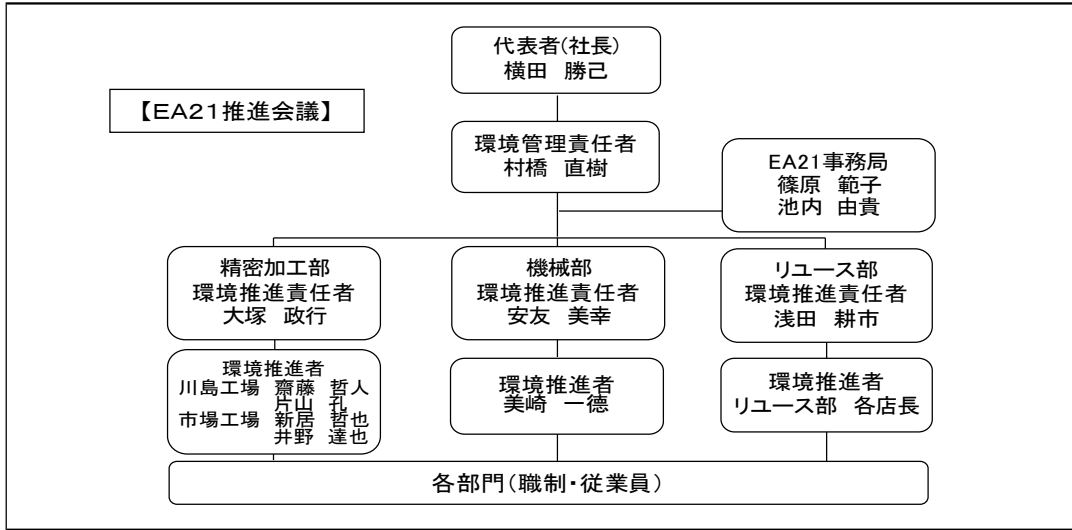 代表者(社長)
横田 勝己
【EA21推進会議】
環境管理責任者
村橋 直樹
EA21事務局
篠原 範子
池内 由貴
精密加工部
環境推進責任者
大塚 政行
機械部
環境推進責任者
安友 美幸
リユース部
環境推進責任者
浅田 耕市
環境推進者
川島工場 齋藤 哲人
片山 孔
市場工場 新居 哲也
井野 達也
環境推進者
美崎 一德
環境推進者
リユース部 各店長
各部門(職制・従業員)